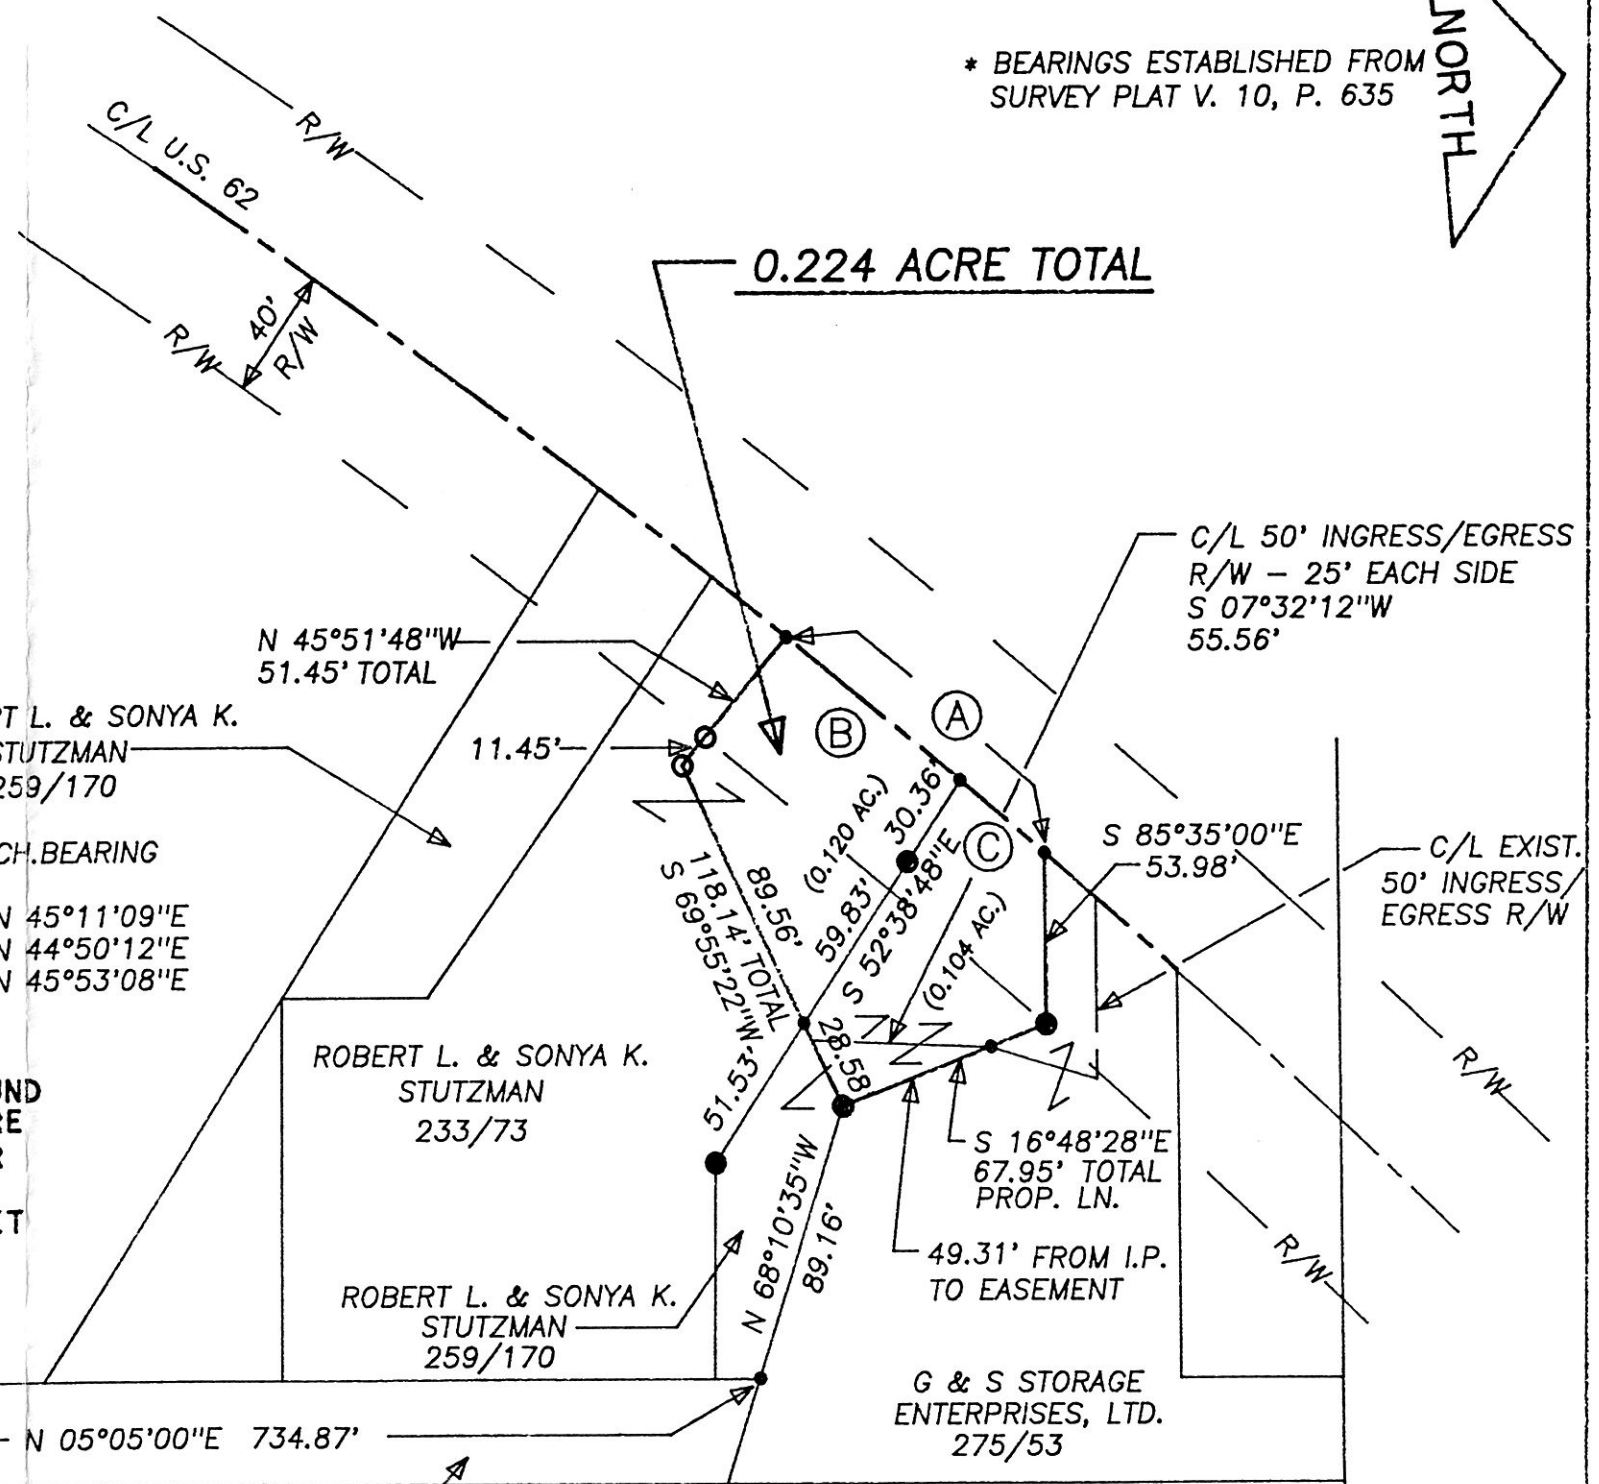 * BEARINGS ESTABLISHED FROM
SURVEY PLAT V. 10, P. 635
NORTH
R/W
C/L U.S. 62
0.224 ACRE TOTAL
40'
R/W
R/W
C/L 50' INGRESS/EGRESS
R/W – 25' EACH SIDE
S 07°32'12"W
55.56'
N 45°51'48"W
51.45' TOTAL
L. & SONYA K.
STUTZMAN
259/170
11.45'
B
A
C
(0.120 AC.)
30.36'
S 85°35'00"E
53.98'
C/L EXIST.
50' INGRESS/
EGRESS R/W
CH.BEARING
N 45°11'09"E
N 44°50'12"E
N 45°53'08"E
89.56'
118.14' TOTAL
S 69°55'22"W
59.83'
S 52°38'48"E
(0.104 AC.)
28.58
51.53'
ROBERT L. & SONYA K.
STUTZMAN
233/73
R/W
S 16°48'28"E
67.95' TOTAL
PROP. LN.
49.31' FROM I.P.
TO EASEMENT
N 68°10'35"W
89.16'
R/W
ROBERT L. & SONYA K.
STUTZMAN
259/170
G & S STORAGE
ENTERPRISES, LTD.
275/53
N 05°05'00"E 734.87'